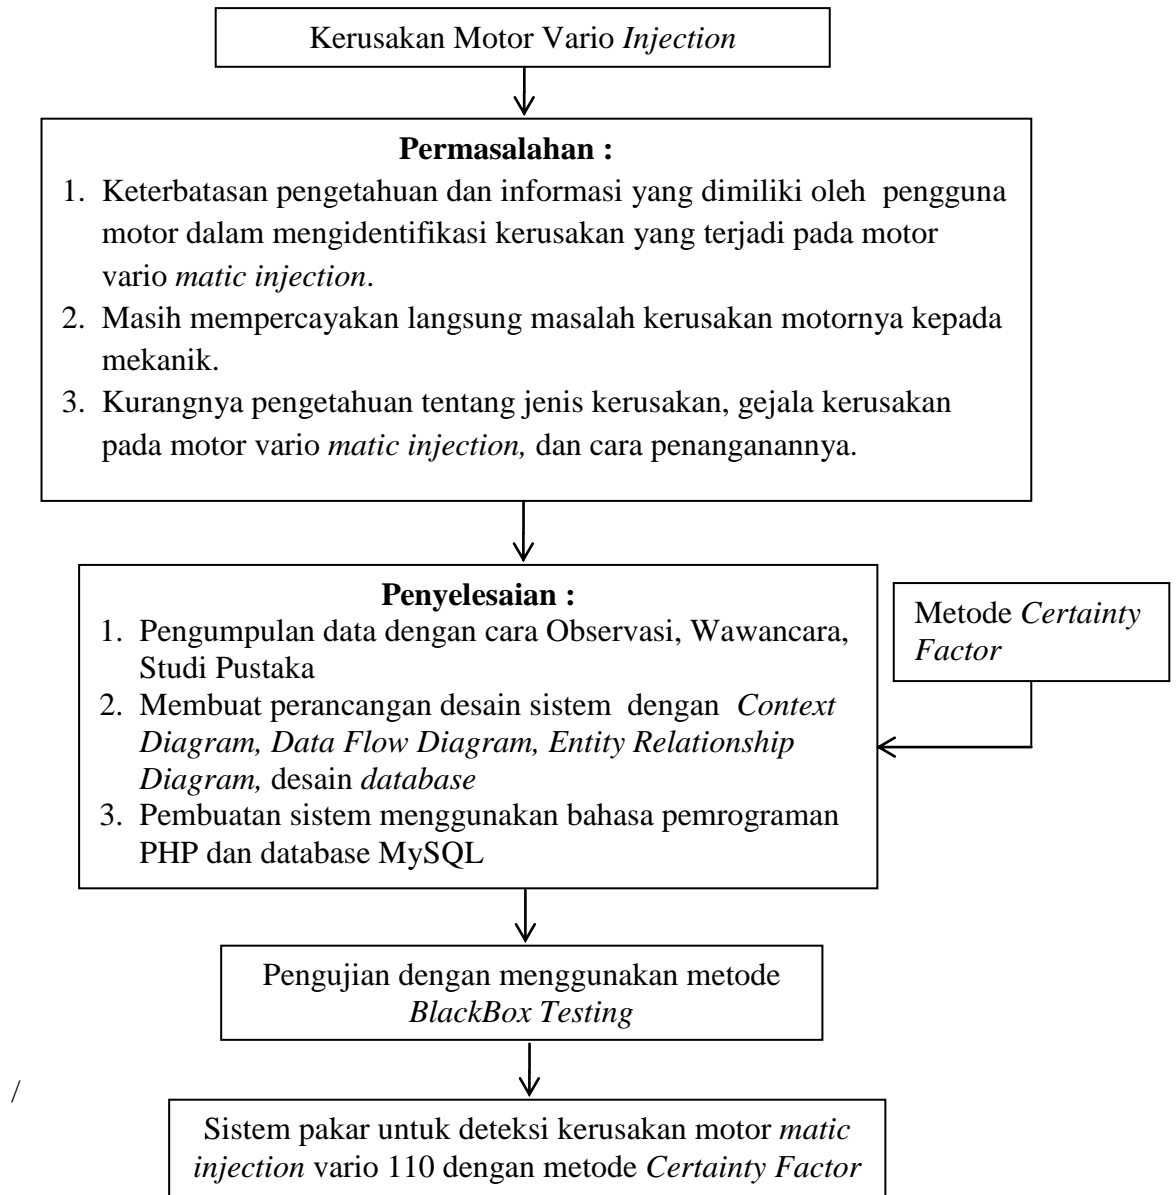 Kerusakan Motor Vario Injection
Permasalahan :
1. Keterbatasan pengetahuan dan informasi yang dimiliki oleh pengguna
motor dalam mengidentifikasi kerusakan yang terjadi pada motor
vario matic injection.
2. Masih mempercayakan langsung masalah kerusakan motornya kepada
mekanik.
3. Kurangnya pengetahuan tentang jenis kerusakan, gejala kerusakan
pada motor vario matic injection, dan cara penanganannya.
Penyelesaian :
1. Pengumpulan data dengan cara Observasi, Wawancara,
Studi Pustaka
2. Membuat perancangan desain sistem dengan Context
Diagram, Data Flow Diagram, Entity Relationship
Diagram, desain database
3. Pembuatan sistem menggunakan bahasa pemrograman
PHP dan database MySQL
Metode Certainty
Factor
Pengujian dengan menggunakan metode
BlackBox Testing
/
Sistem pakar untuk deteksi kerusakan motor matic
injection vario 110 dengan metode Certainty Factor